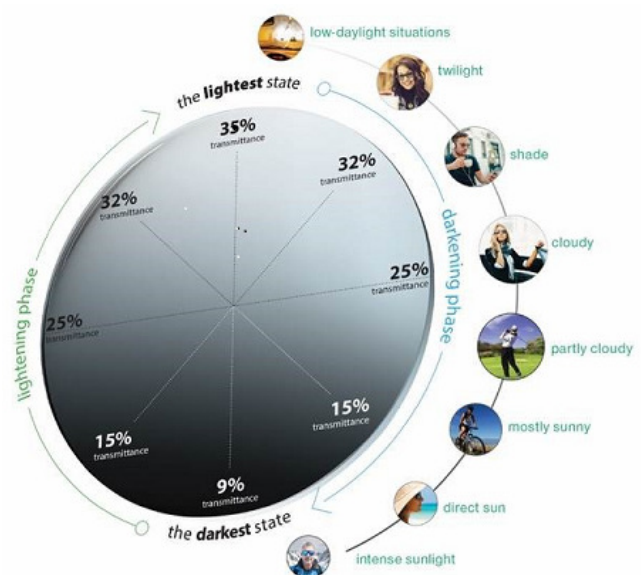 low-daylight situations
twilight
the lightest state
35%
transmittance
shade
32%
transmittance
32%
transmittance
darkening phase
cloudy
25%
transmittance
lightening phase
25%
transmittance
partly cloudy
15%
transmittance
mostly sunny
15%
transmittance
9%
transmittance
direct sun
the darkest state
intense sunlight